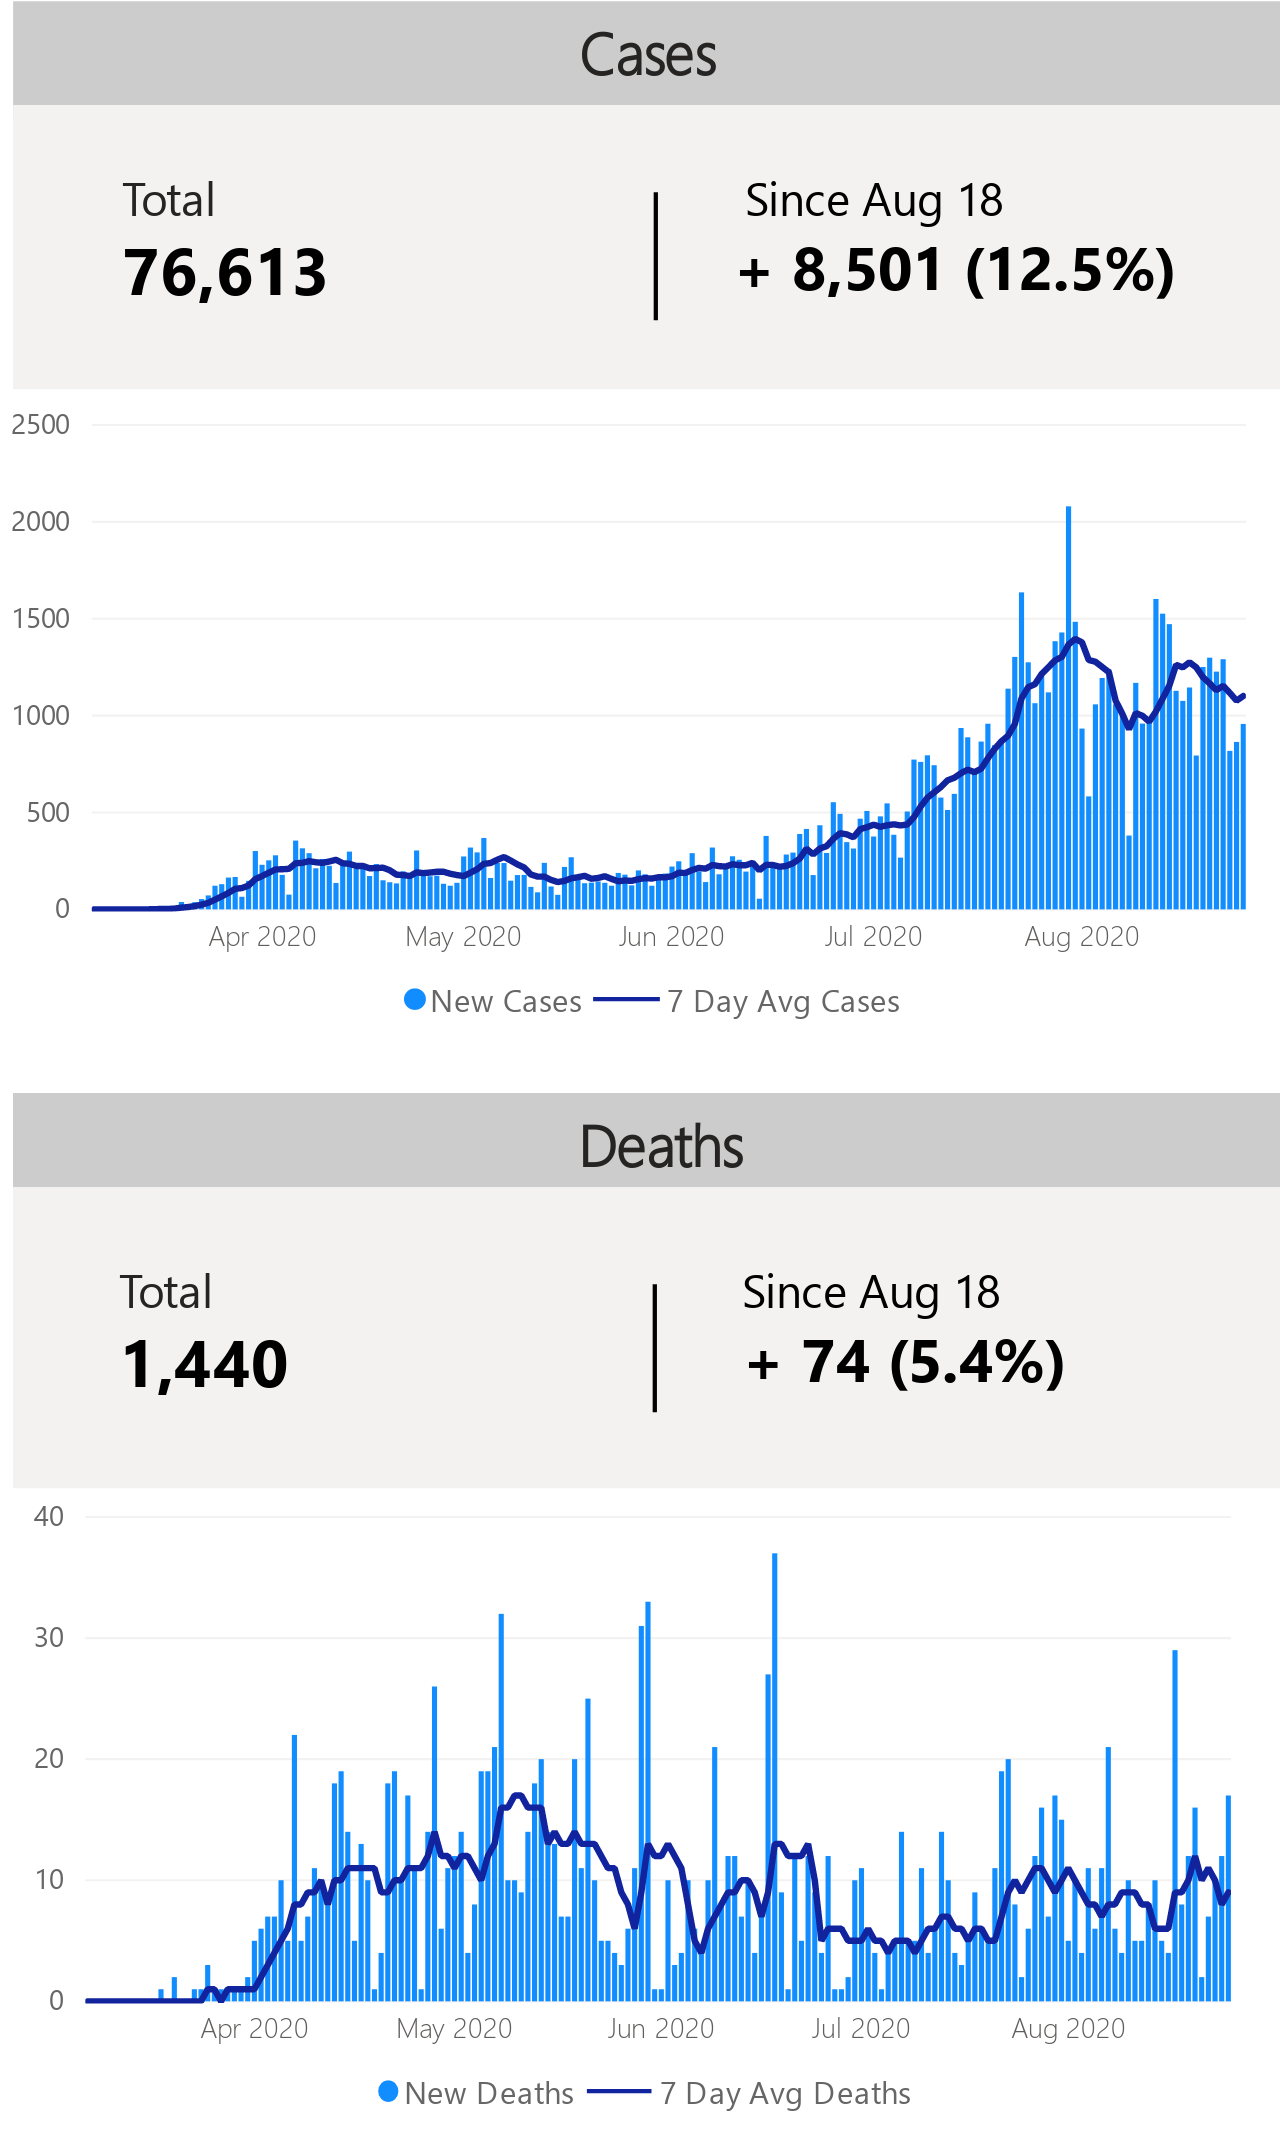 Cases
Total
Since Aug 18
76,613
+ 8,501 (12.5%)
2500
2000
1500
1000
500
0
Apr 2020
May 2020
Jun 2020
Jul 2020
Aug 2020
New Cases
7 Day Avg Cases
Deaths
Total
Since Aug 18
1,440
+ 74 (5.4%)
40
30
20
10
0
Apr 2020
May 2020
Jun 2020
Jul 2020
Aug 2020
New Deaths
7 Day Avg Deaths